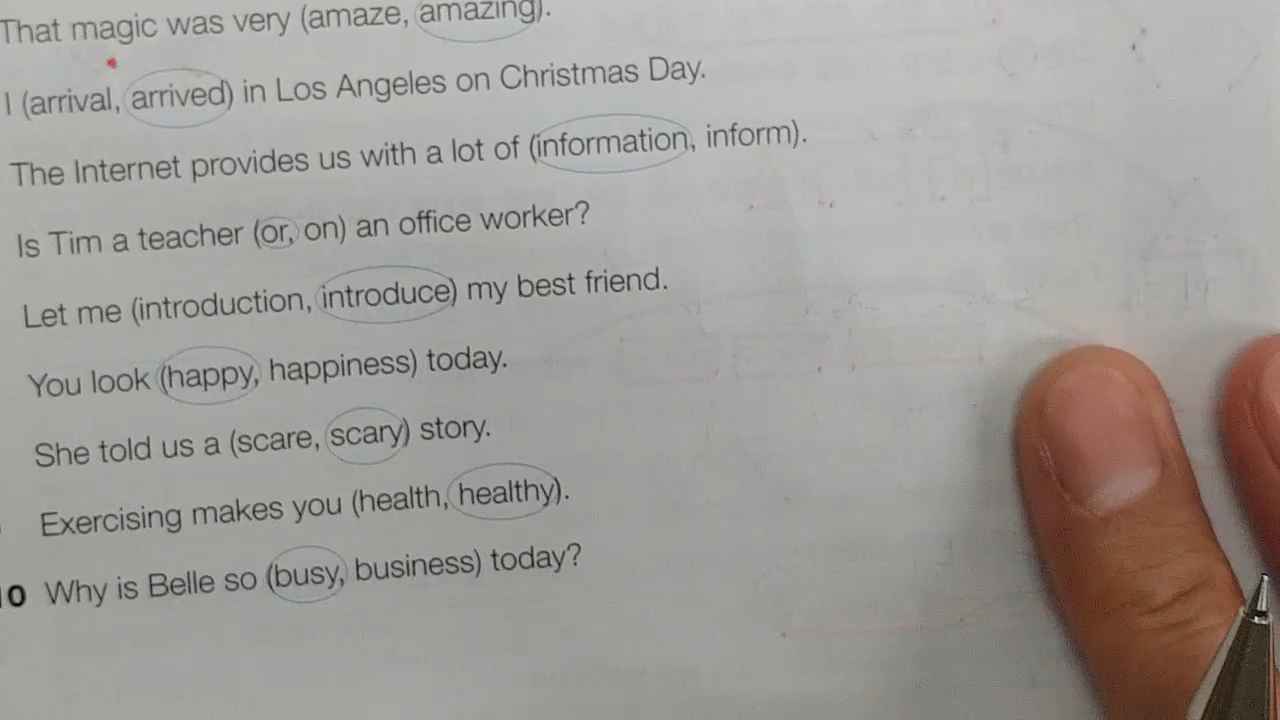 That magic was very (amaze, amazing).
I (arrival, arrived) in Los Angeles on Christmas Day.
The Internet provides us with a lot of (information, inform).
Is Tim a teacher (or, on) an office worker?
Let me (introduction, introduce) my best friend.
You look (happy, happiness) today.
She told us a (scare, scary) story.
Exercising makes you (health, healthy).
10 Why is Belle so (busy, business) today?